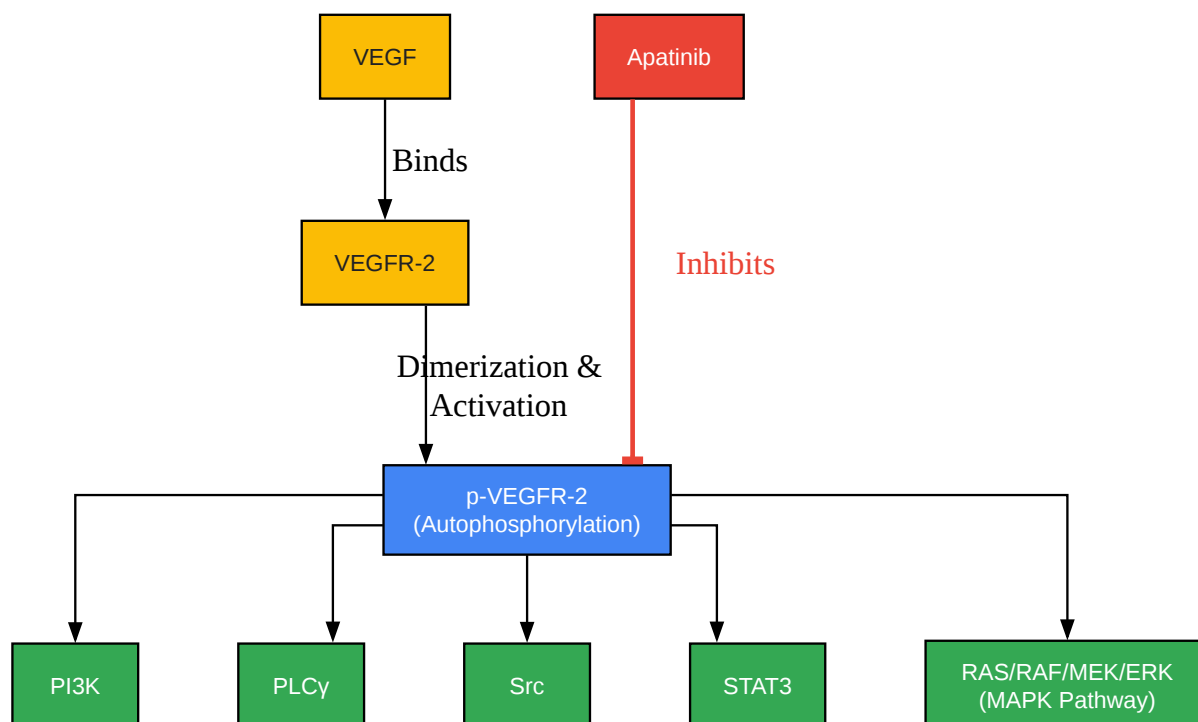 VEGF
Apatinib
Binds
VEGFR-2
Inhibits
Dimerization &
Activation
p-VEGFR-2
(Autophosphorylation)
PI3K
PLCγ
Src
STAT3
RAS/RAF/MEK/ERK
(MAPK Pathway)